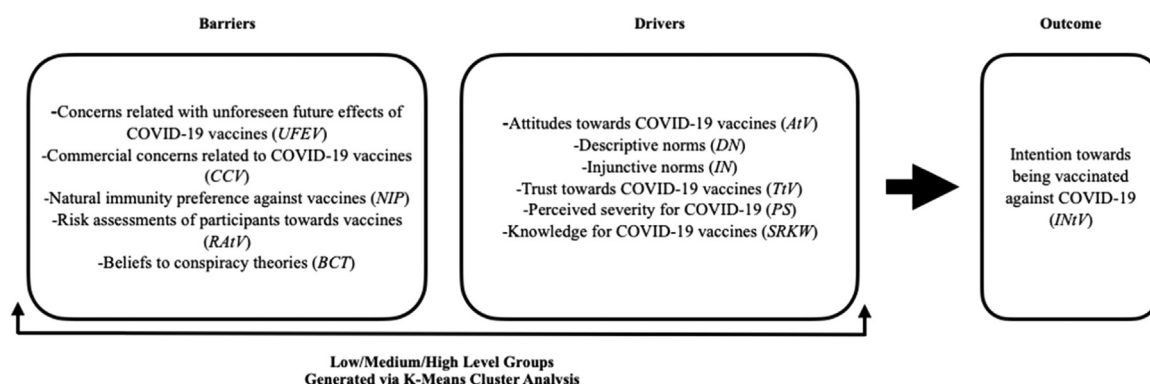 Barriers
-Concerns related with unforeseen future effects of
COVID-19 vaccines (UFEV)
-Commercial concerns related to COVID-19 vaccines
(CCV)
-Natural immunity preference against vaccines (NIP)
-Risk assessments of participants towards vaccines
(RAtV)
-Beliefs to conspiracy theories (BCT)
Drivers
-Attitudes towards COVID-19 vaccines (AtV)
-Descriptive norms (DN)
-Injunctive norms (IN)
-Trust towards COVID-19 vaccines (TtV)
-Perceived severity for COVID-19 (PS)
-Knowledge for COVID-19 vaccines (SRKW)
Outcome
Intention towards
being vaccinated
against COVID-19
(INtV)
Low/Medium/High Level Groups
Generated via K-Means Cluster Analysis